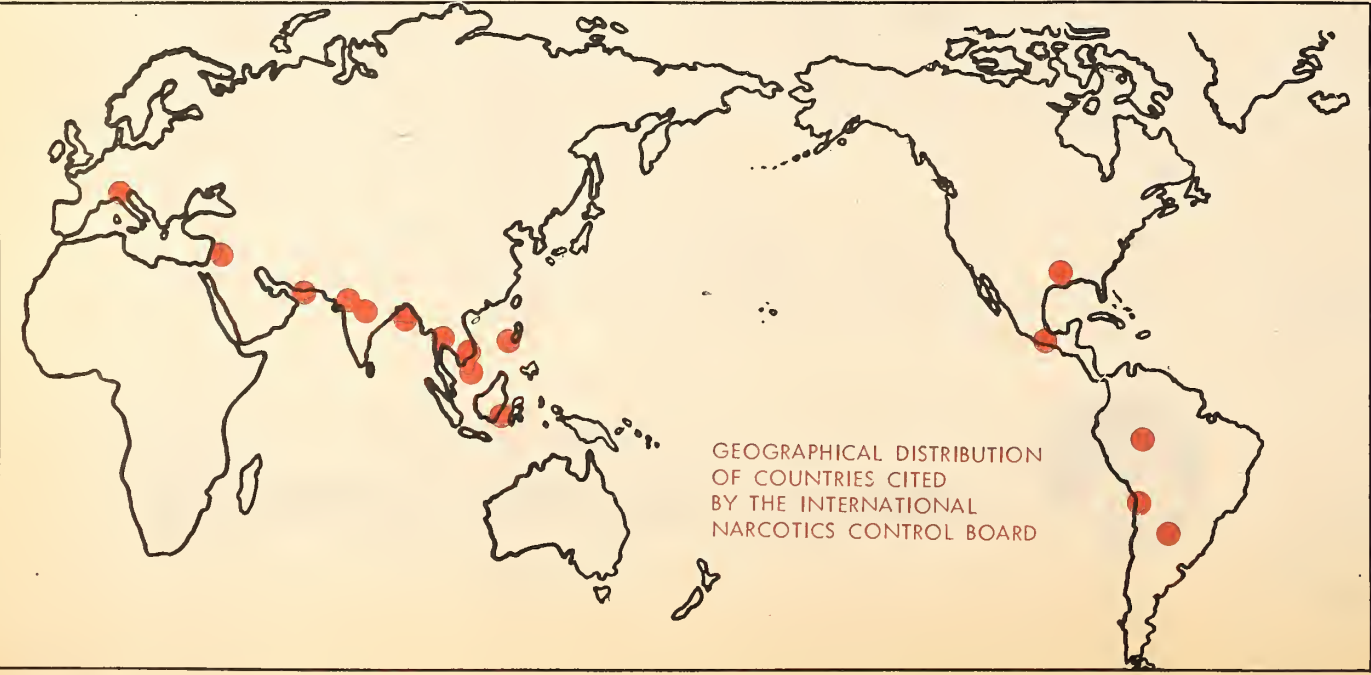 GEOGRAPHICAL DISTRIBUTION
OF COUNTRIES CITED
BY THE INTERNATIONAL
NARCOTICS CONTROL BOARD